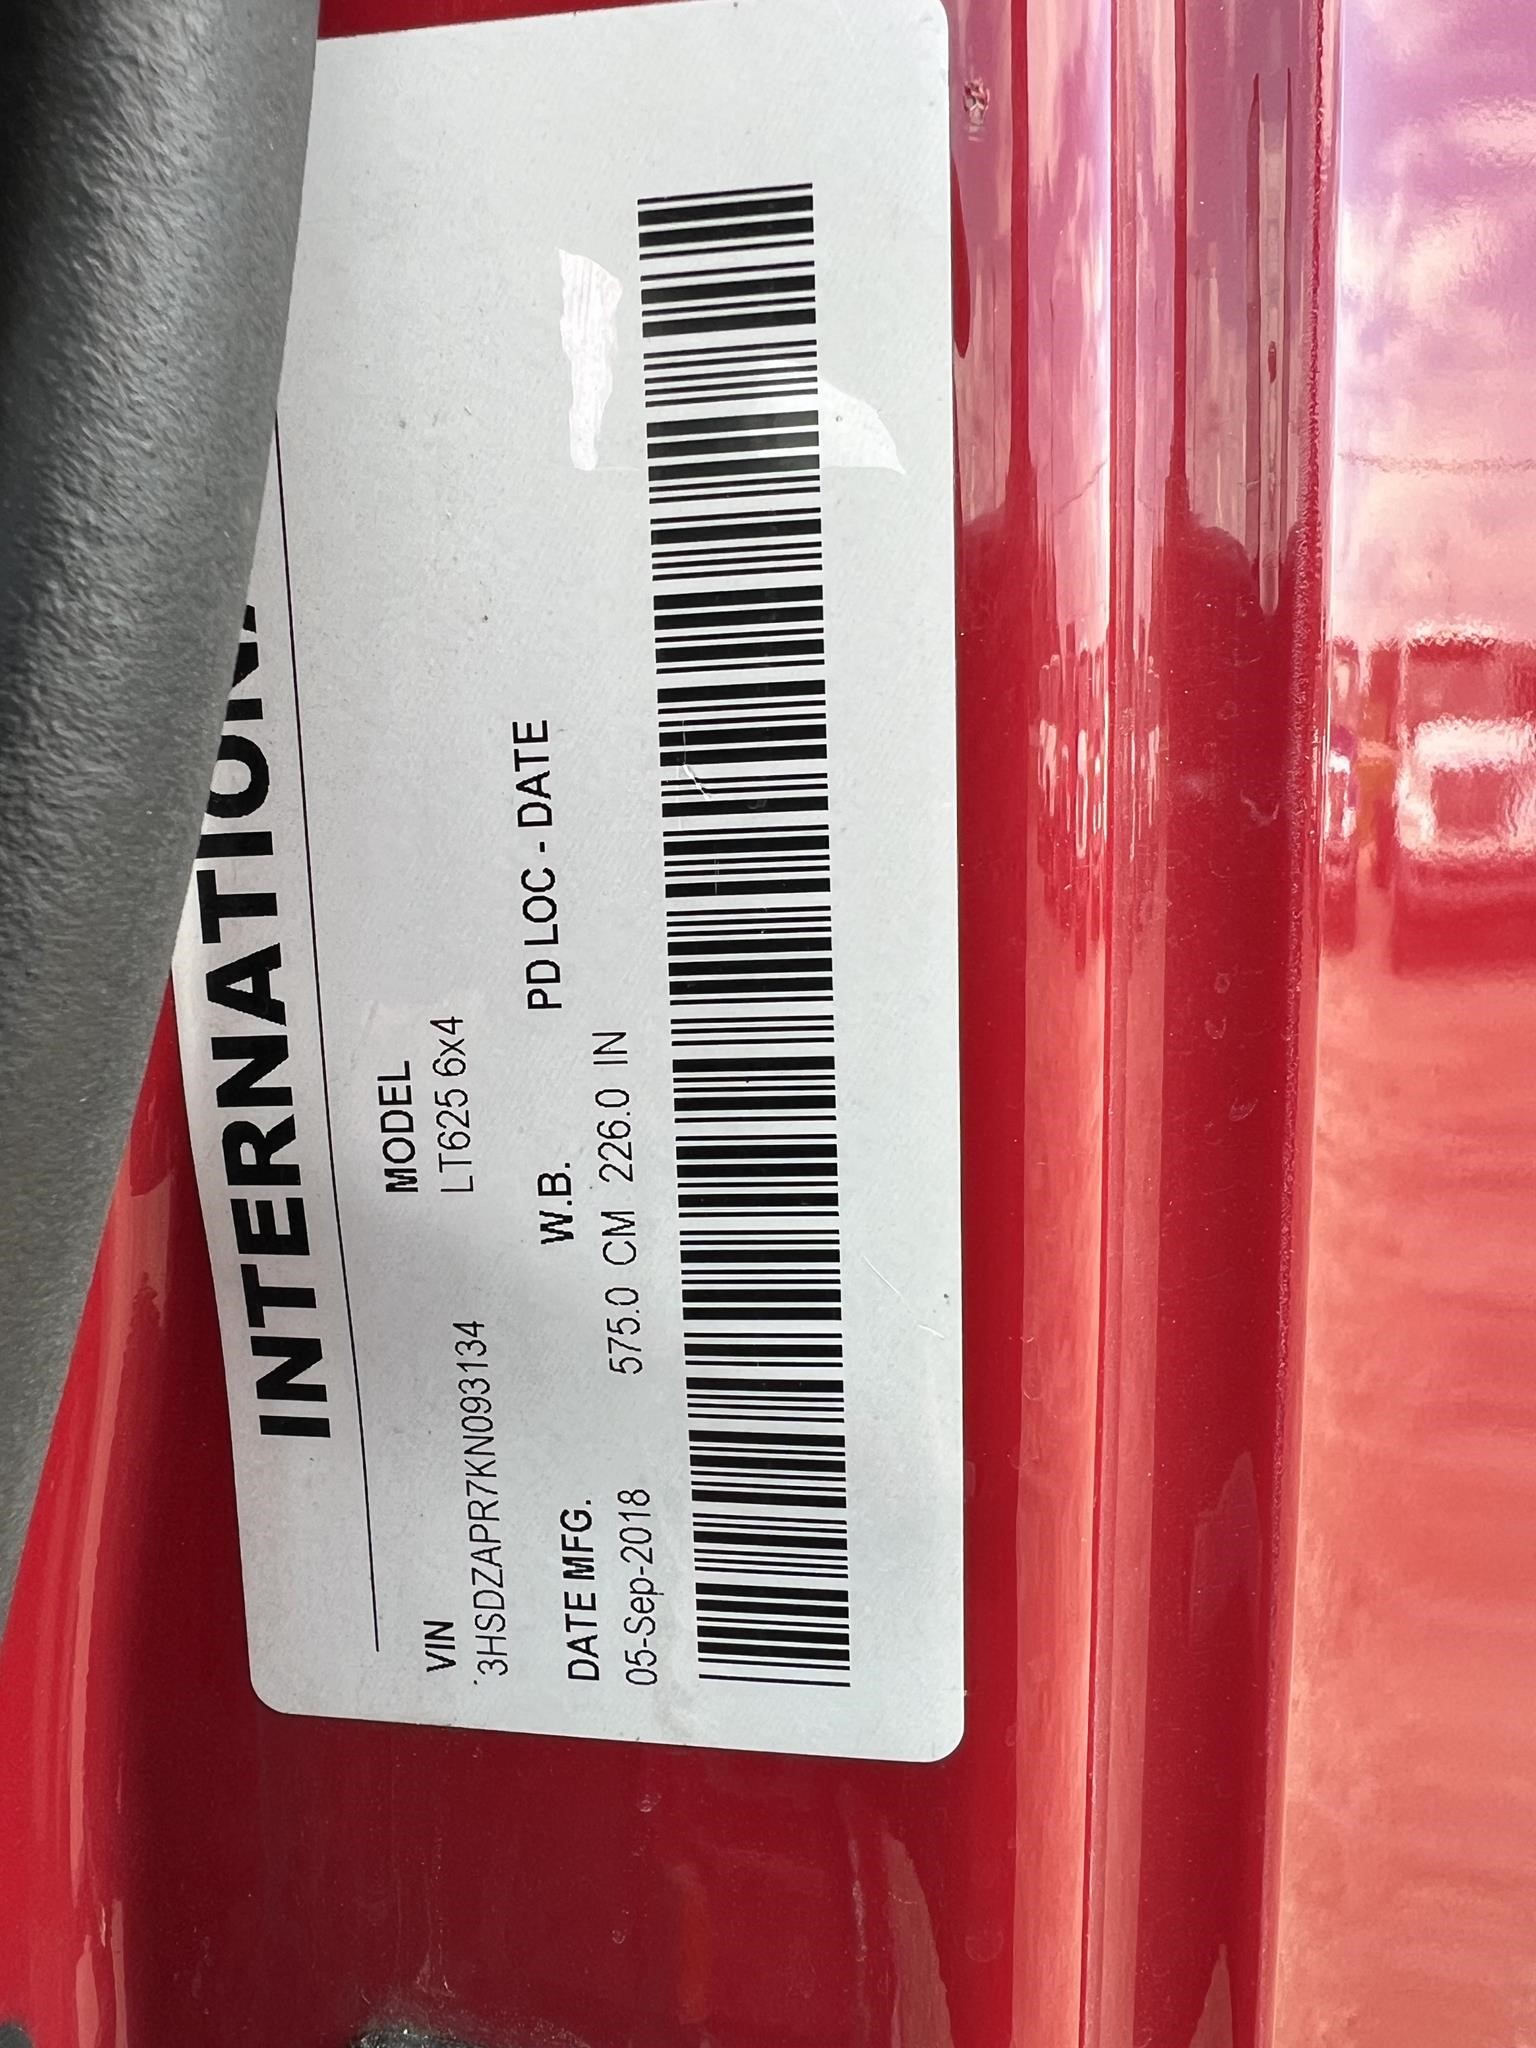 INTERNATION
VIN MODEL
3HSDZAPR7KN093134 LT625 6x4
DATE MFG. W.B. PD LOC - DATE
05-Sep-2018 575.0 CM 226.0 IN